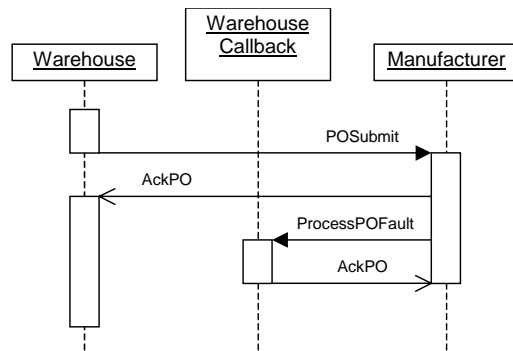 Warehouse
Warehouse
Callback
Manufacturer
POSubmit
AckPO
ProcessPOFault
AckPO